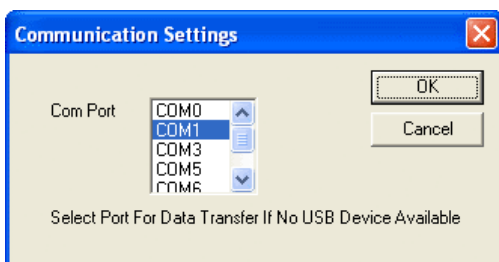 Communication Settings
OK
Com Port
COM0
COM1
Cancel
COM3
COM5
COM6
Select Port For Data Transfer If No USB Device Available